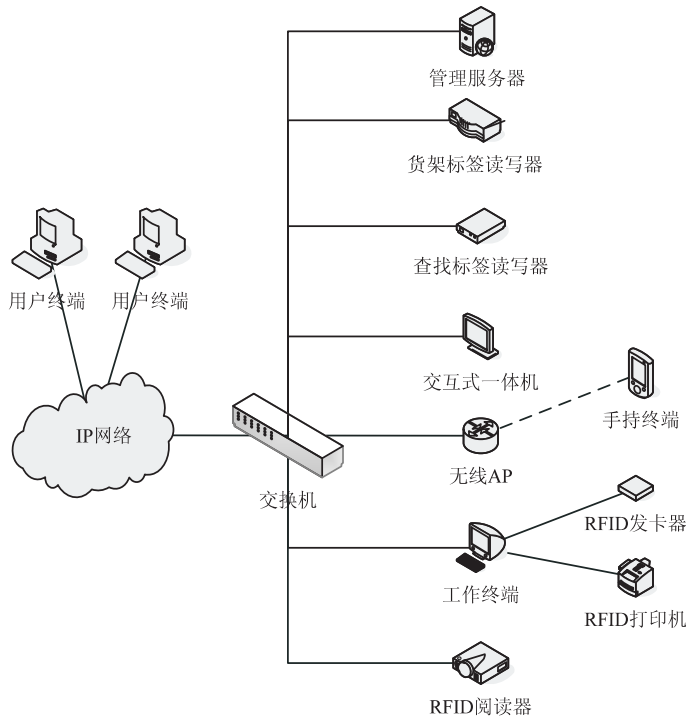 管理服务器
货架标签读写器
查找标签读写器
用户终端
用户终端
交互式一体机
手持终端
IP网络
无线AP
交换机
RFID发卡器
工作终端
RFID打印机
RFID阅读器